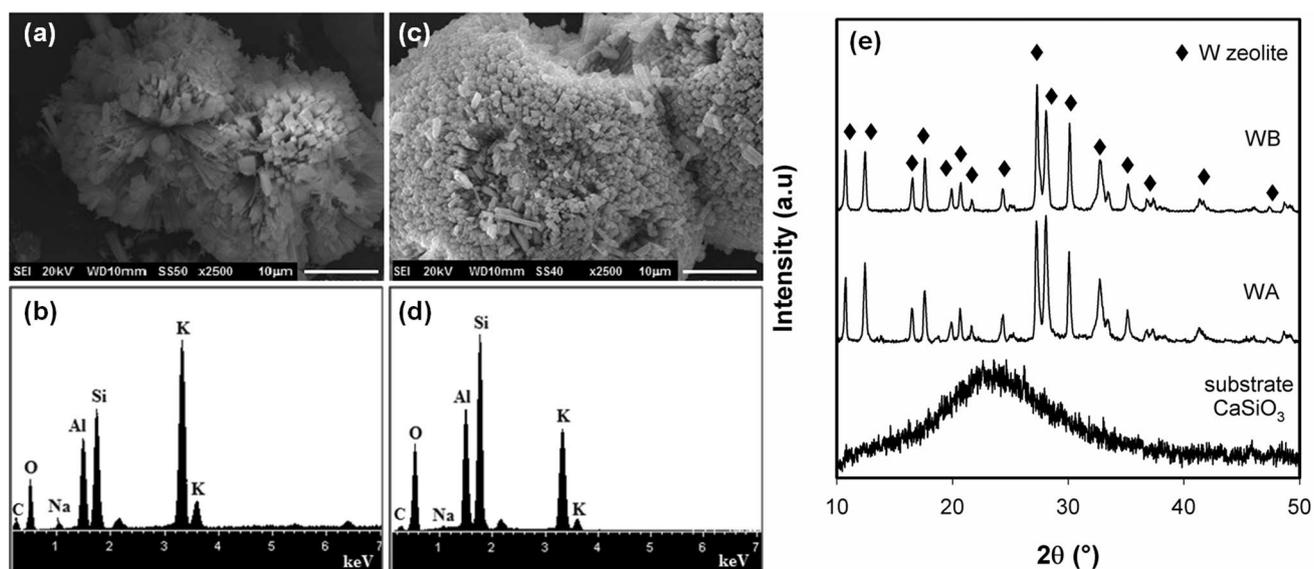 (a)
SEI 20kV WD10mm SS50 x2500 10µm
(c)
SEI 20kV WD10mm SS40 x2500 10µm
(b)
C
O
Na
Al
Si
K
K
1 2 3 4 5 6 7
keV
(d)
C
O
Na
Al
Si
K
K
1 2 3 4 5 6 7
keV
(e)
W zeolite
WB
WA
substrate
CaSiO3
Intensity (a.u)
10 20 30 40 50
2θ (°)